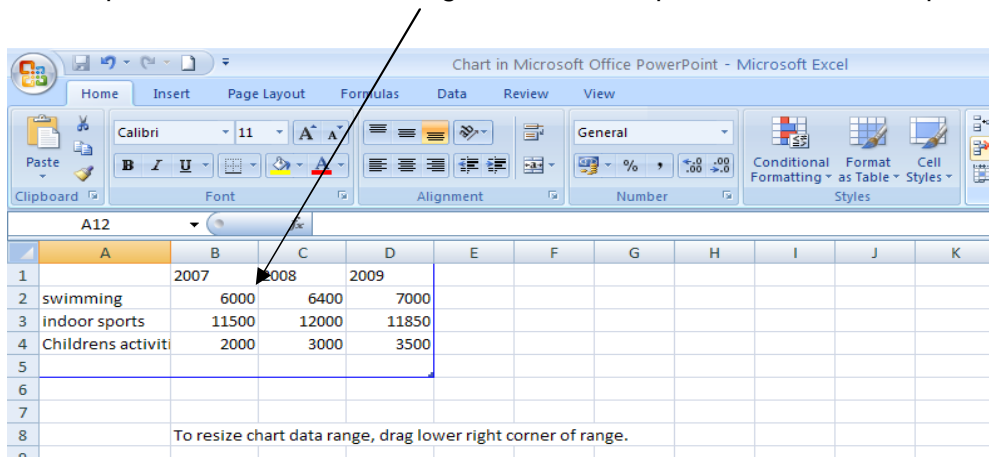 Chart in Microsoft Office PowerPoint - Microsoft Excel
Home Insert Page Layout Formulas Data Review View
Calibri 11 General
Paste B I U % , Conditional Formatting as Table Cell Styles
Clipboard Font Alignment Number Styles
A12 fx
A B C D E F G H I J K
1 2007 2008 2009
2 swimming 6000 6400 7000
3 indoor sports 11500 12000 11850
4 Childrens activiti 2000 3000 3500
5
6
7
8 To resize chart data range, drag lower right corner of range.